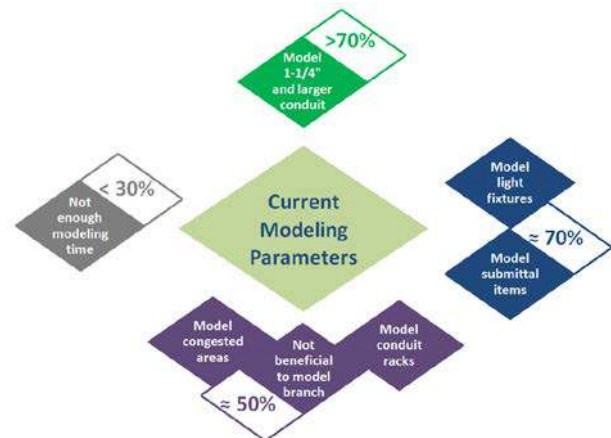 >70%
Model
1-1/4"
and larger
conduit
< 30%
Not
enough
modeling
time
Current
Modeling
Parameters
Model
light
fixtures
≈ 70%
Model
submittal
items
Model
congested
areas
Not
beneficial
to model
branch
Model
conduit
racks
≈ 50%